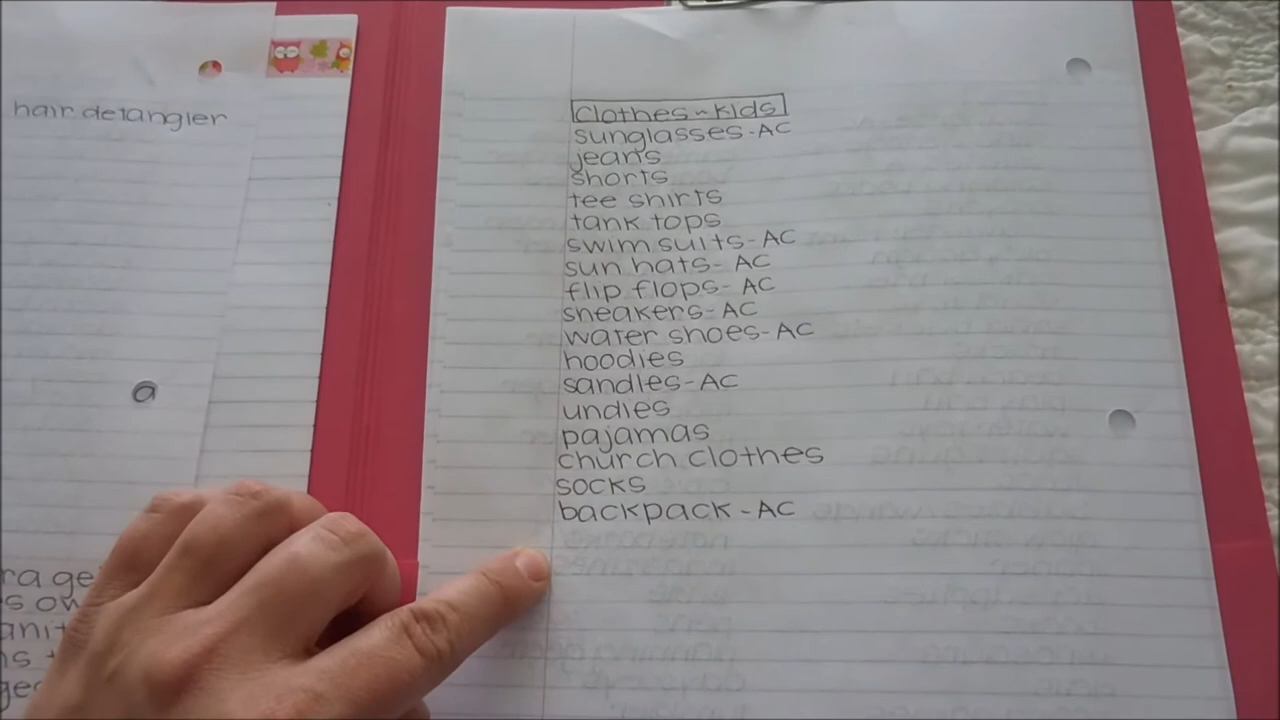 hair detangler
a
Clothes ~ Kids
sunglasses - AC
jeans
shorts
tee shirts
tank tops
swim suits - AC
sun hats - AC
flip flops - AC
sneakers - AC
water shoes - AC
hoodies
sandles - AC
undies
pajamas
church clothes
socks
backpack - AC